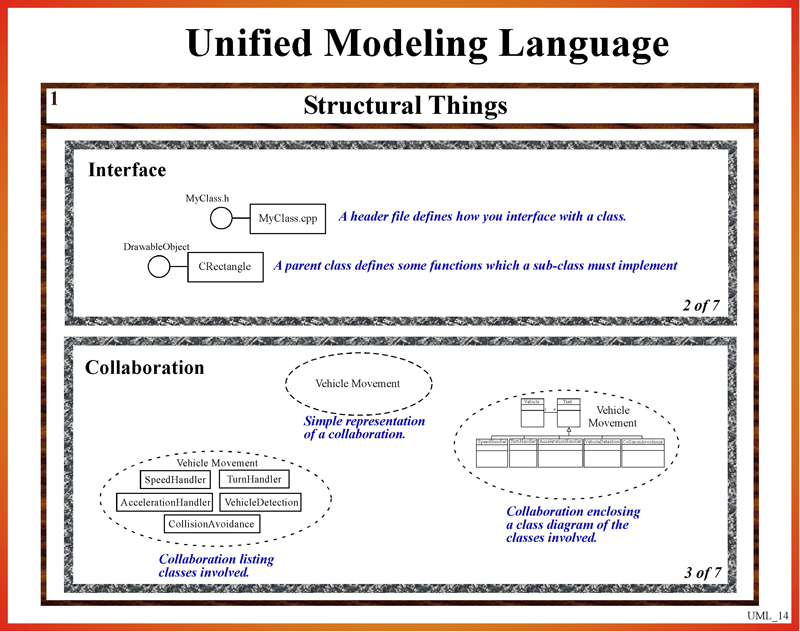 Unified Modeling Language
1
Structural Things
Interface
MyClass.h
MyClass.cpp
A header file defines how you interface with a class.
DrawableObject
CRectangle
A parent class defines some functions which a sub-class must implement
2 of 7
Collaboration
Vehicle Movement
Simple representation
of a collaboration.
Vehicle Movement
SpeedHandler
TurnHandler
AccelerationHandler
VehicleDetection
CollisionAvoidance
Collaboration listing
classes involved.
Vehicle
Task
Vehicle
Movement
SpeedHandler
TurnHandler
AccelerationHandler
VehicleDetection
Collaboration enclosing
a class diagram of the
classes involved.
3 of 7
UML_14